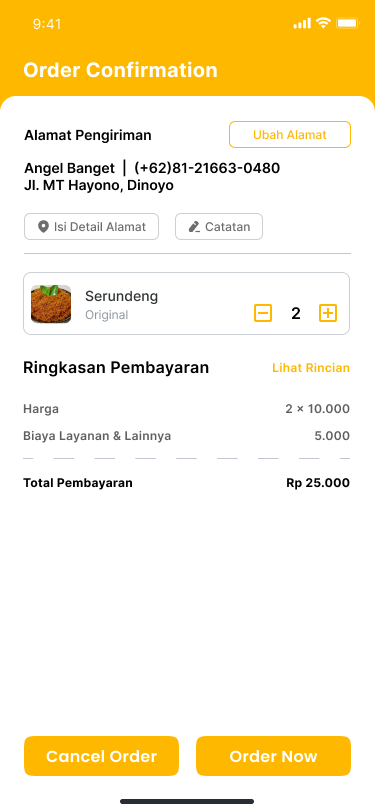 9:41
Order Confirmation
Alamat Pengiriman
Ubah Alamat
Angel Banget | (+62)81-21663-0480
Jl. MT Hayono, Dinoyo
Isi Detail Alamat
Catatan
Serundeng
Original
2
Ringkasan Pembayaran
Lihat Rincian
Harga
2 × 10.000
Biaya Layanan & Lainnya
5.000
Total Pembayaran
Rp 25.000
Cancel Order
Order Now